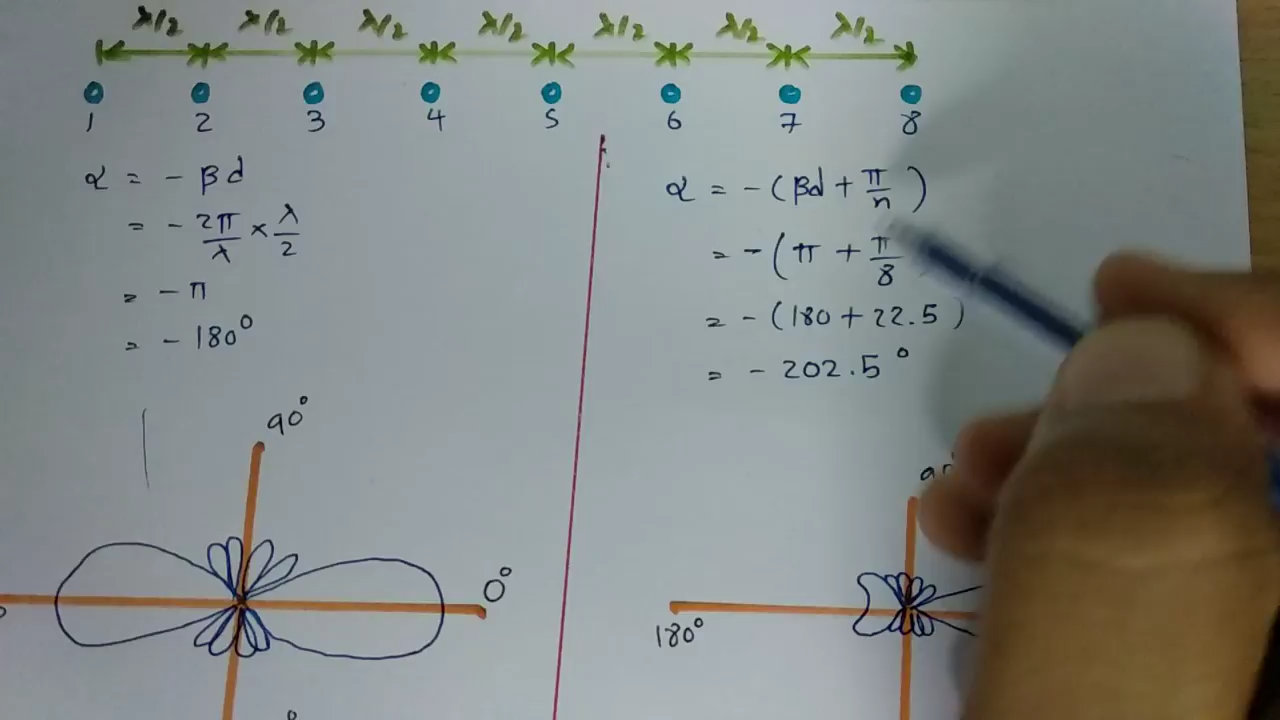 λ/2 λ/2 λ/2 λ/2 λ/2 λ/2 λ/2
1 2 3 4 5 6 7 8
α = - βd
= - 2π/λ × λ/2
= - π
= - 180°
90°
0°
α = -(βd + π/n)
= -(π + π/8
= - (180 + 22.5)
= - 202.5°
180°